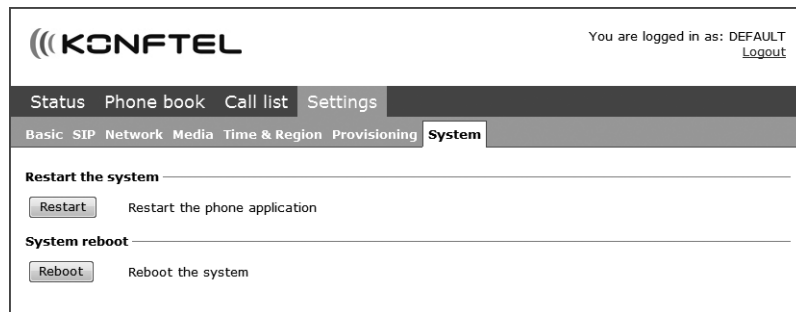 KONFTEL
You are logged in as: DEFAULT
Logout
Status Phone book Call list Settings
Basic SIP Network Media Time & Region Provisioning System
Restart the system
Restart Restart the phone application
System reboot
Reboot Reboot the system